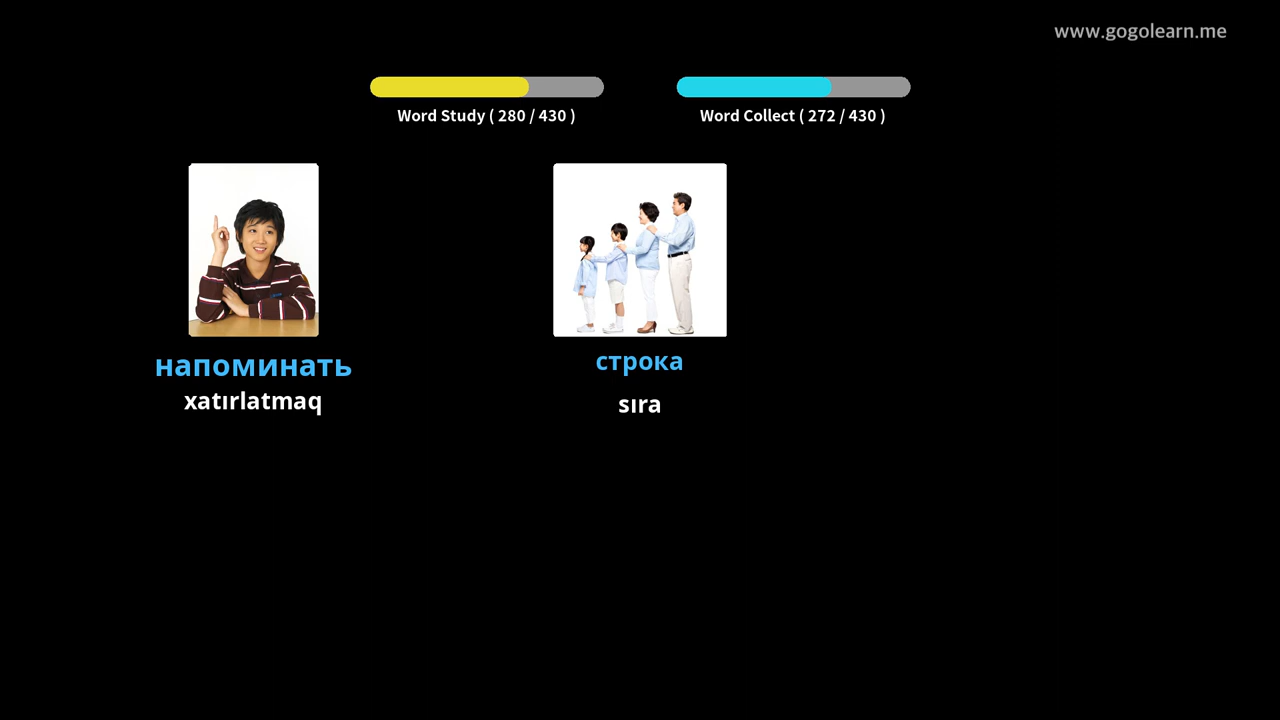 www.gogolearn.me
Word Study ( 280 / 430 )
Word Collect ( 272 / 430 )
напоминать
xatırlatmaq
строка
sıra